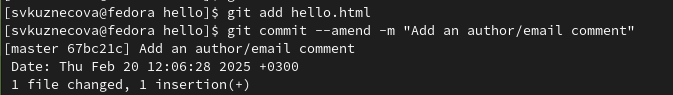 [svkuznecova@fedora hello]$ git add hello.html
[svkuznecova@fedora hello]$ git commit --amend -m "Add an author/email comment"
[master 67bc21c] Add an author/email comment
 Date: Thu Feb 20 12:06:28 2025 +0300
 1 file changed, 1 insertion(+)